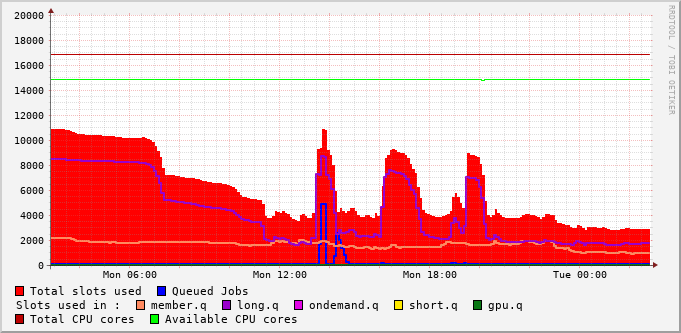 20000
18000
16000
14000
12000
10000
8000
6000
4000
2000
0
Mon 06:00 Mon 12:00 Mon 18:00 Tue 00:00
RRDTOOL / TOBI OETIKER
Total slots used Queued Jobs
Slots used in : member.q long.q ondemand.q short.q gpu.q
Total CPU cores Available CPU cores